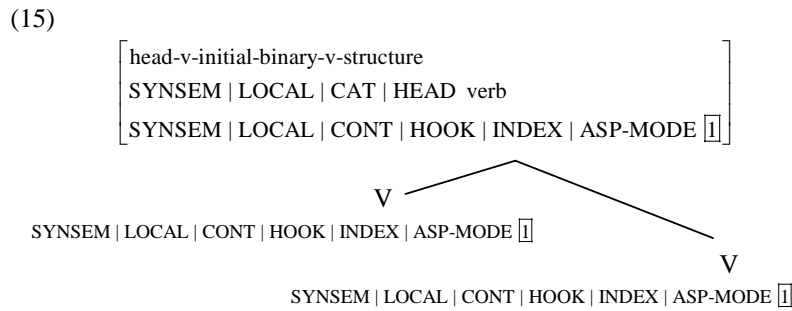 (15)
head-v-initial-binary-v-structure
SYNSEM | LOCAL | CAT | HEAD verb
SYNSEM | LOCAL | CONT | HOOK | INDEX | ASP-MODE 1
V
SYNSEM | LOCAL | CONT | HOOK | INDEX | ASP-MODE 1
V
SYNSEM | LOCAL | CONT | HOOK | INDEX | ASP-MODE 1